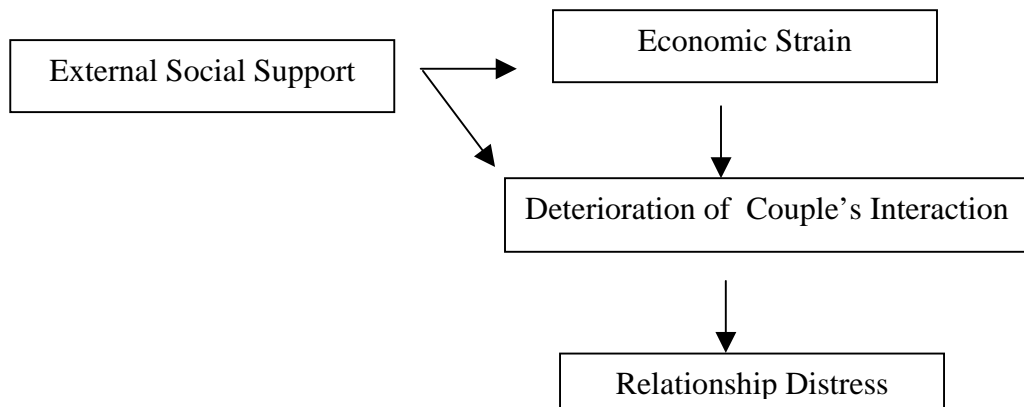 Economic Strain
External Social Support
Deterioration of  Couple’s Interaction
Relationship Distress